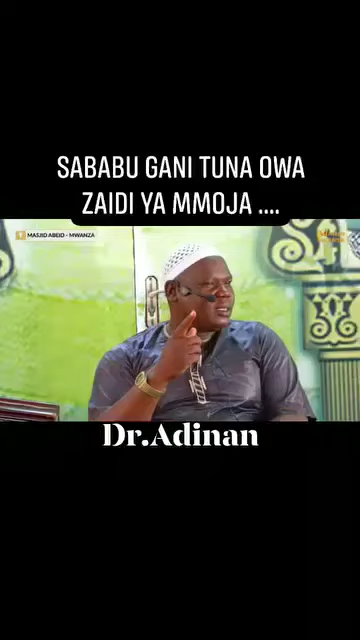 SABABU GANI TUNA OWA
ZAIDI YA MMOJA ....
MASJID ABEID - MWANZA
Dr.Adinan